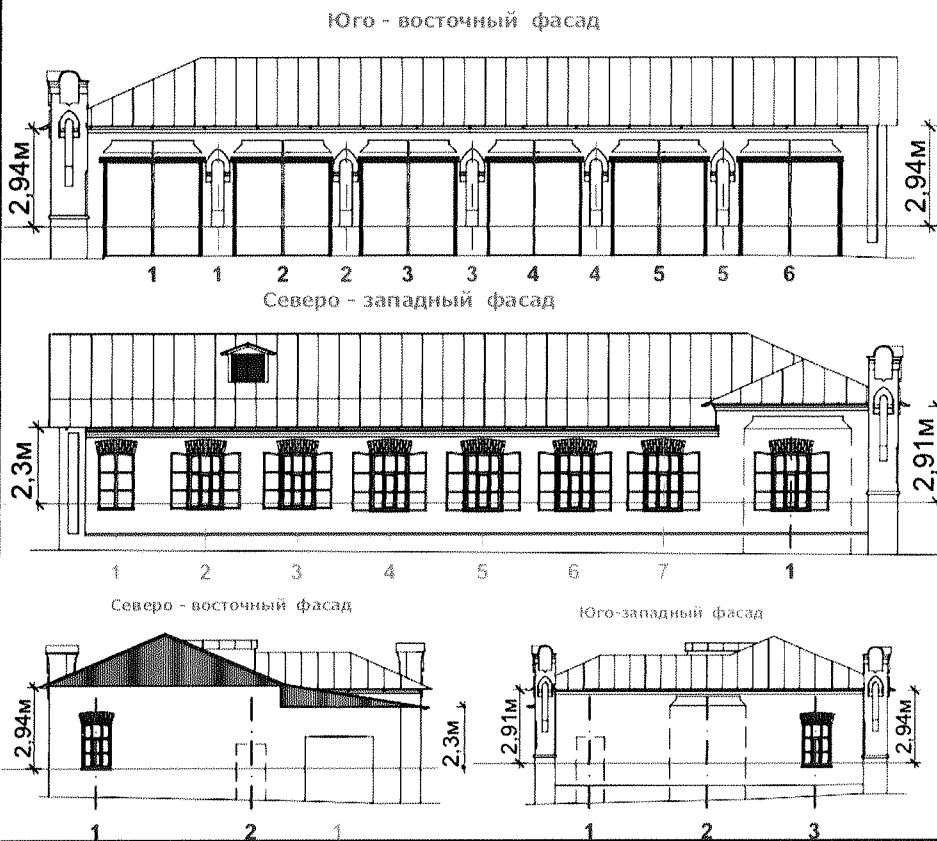 Юго - восточный фасад
2,94м 2,94м
1 1 2 2 3 3 4 4 5 5 6
Северо - западный фасад
2,3м 2,91м
1 2 3 4 5 6 7 1
Северо - восточный фасад
2,94м 2,3м
1 2 1
Юго-западный фасад
2,91м 2,94м
1 2 3